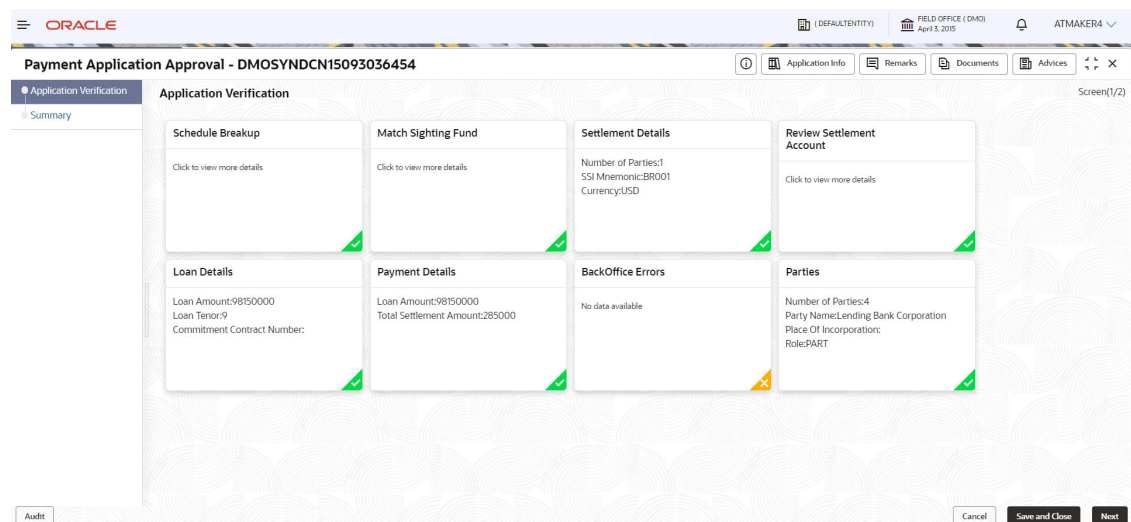 ORACLE
( DEFAULTENTITY)
FIELD OFFICE ( DMO)
April 3, 2015
ATMAKER4
Payment Application Approval - DMOSYNDCN15093036454
Application Info
Remarks
Documents
Advices
Application Verification
Summary
Application Verification
Screen(1/2)
Schedule Breakup
Click to view more details
Match Sighting Fund
Click to view more details
Settlement Details
Number of Parties:1
SSI Mnemonic:BR001
Currency:USD
Review Settlement
Account
Click to view more details
Loan Details
Loan Amount:98150000
Loan Tenor:9
Commitment Contract Number:
Payment Details
Loan Amount:98150000
Total Settlement Amount:285000
BackOffice Errors
No data available
Parties
Number of Parties:4
Party Name:Lending Bank Corporation
Place Of Incorporation:
Role:PART
Audit
Cancel
Save and Close
Next